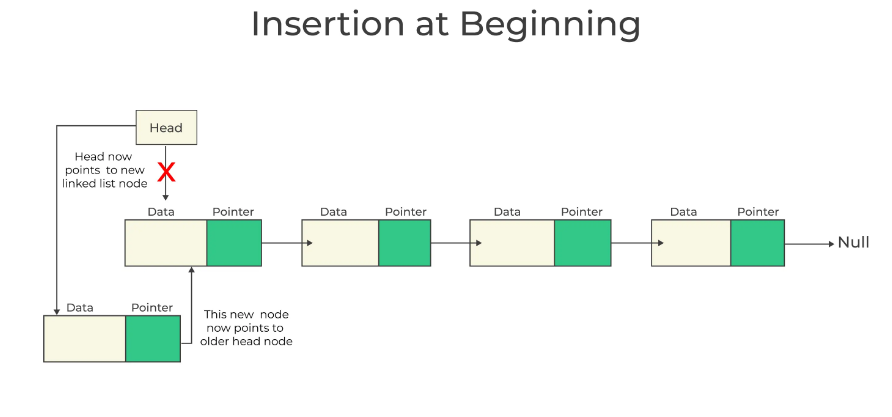 Insertion at Beginning
Head
Head now
points to new
linked list node
X
Data Pointer
Data Pointer
Data Pointer
Data Pointer
Null
Data Pointer
This new node
now points to
older head node